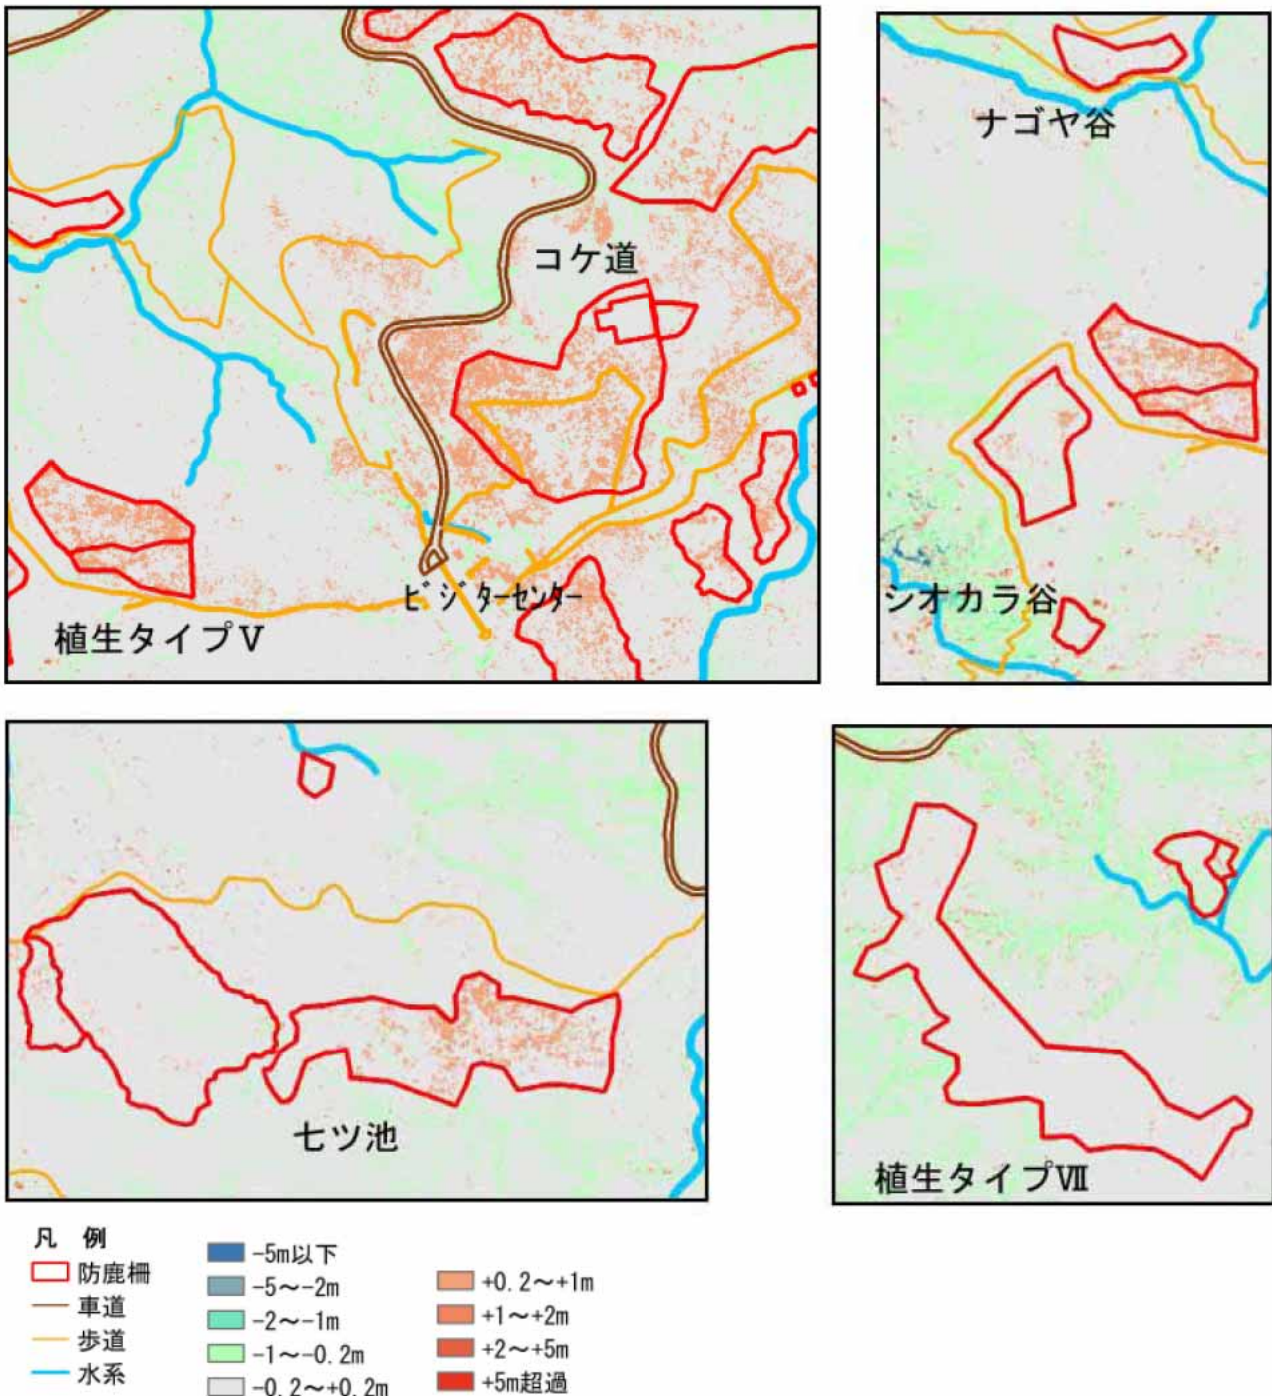 ナゴヤ谷
コケ道
ビジターセンター
シオカラ谷
植生タイプⅤ
七ツ池
植生タイプⅦ
凡 例
防鹿柵
車道
歩道
水系
-5m以下
-5～-2m
-2～-1m
-1～-0.2m
-0.2～+0.2m
+0.2～+1m
+1～+2m
+2～+5m
+5m超過